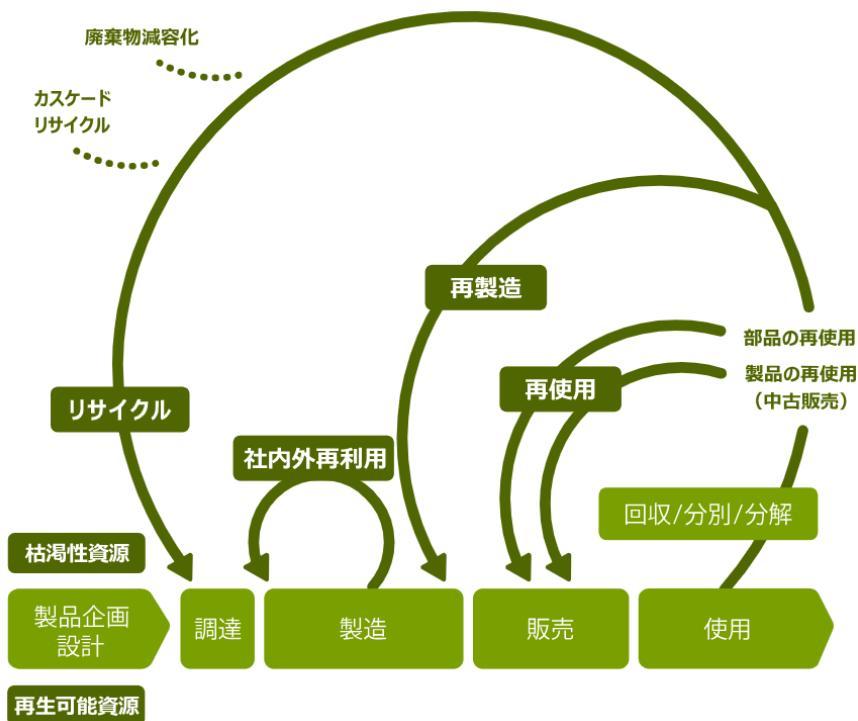 廃棄物減容化
カスケード
リサイクル
再製造
部品の再使用
製品の再使用
（中古販売）
再使用
リサイクル
社内外再利用
回収/分別/分解
枯渇性資源
製品企画
設計
調達
製造
販売
使用
再生可能資源